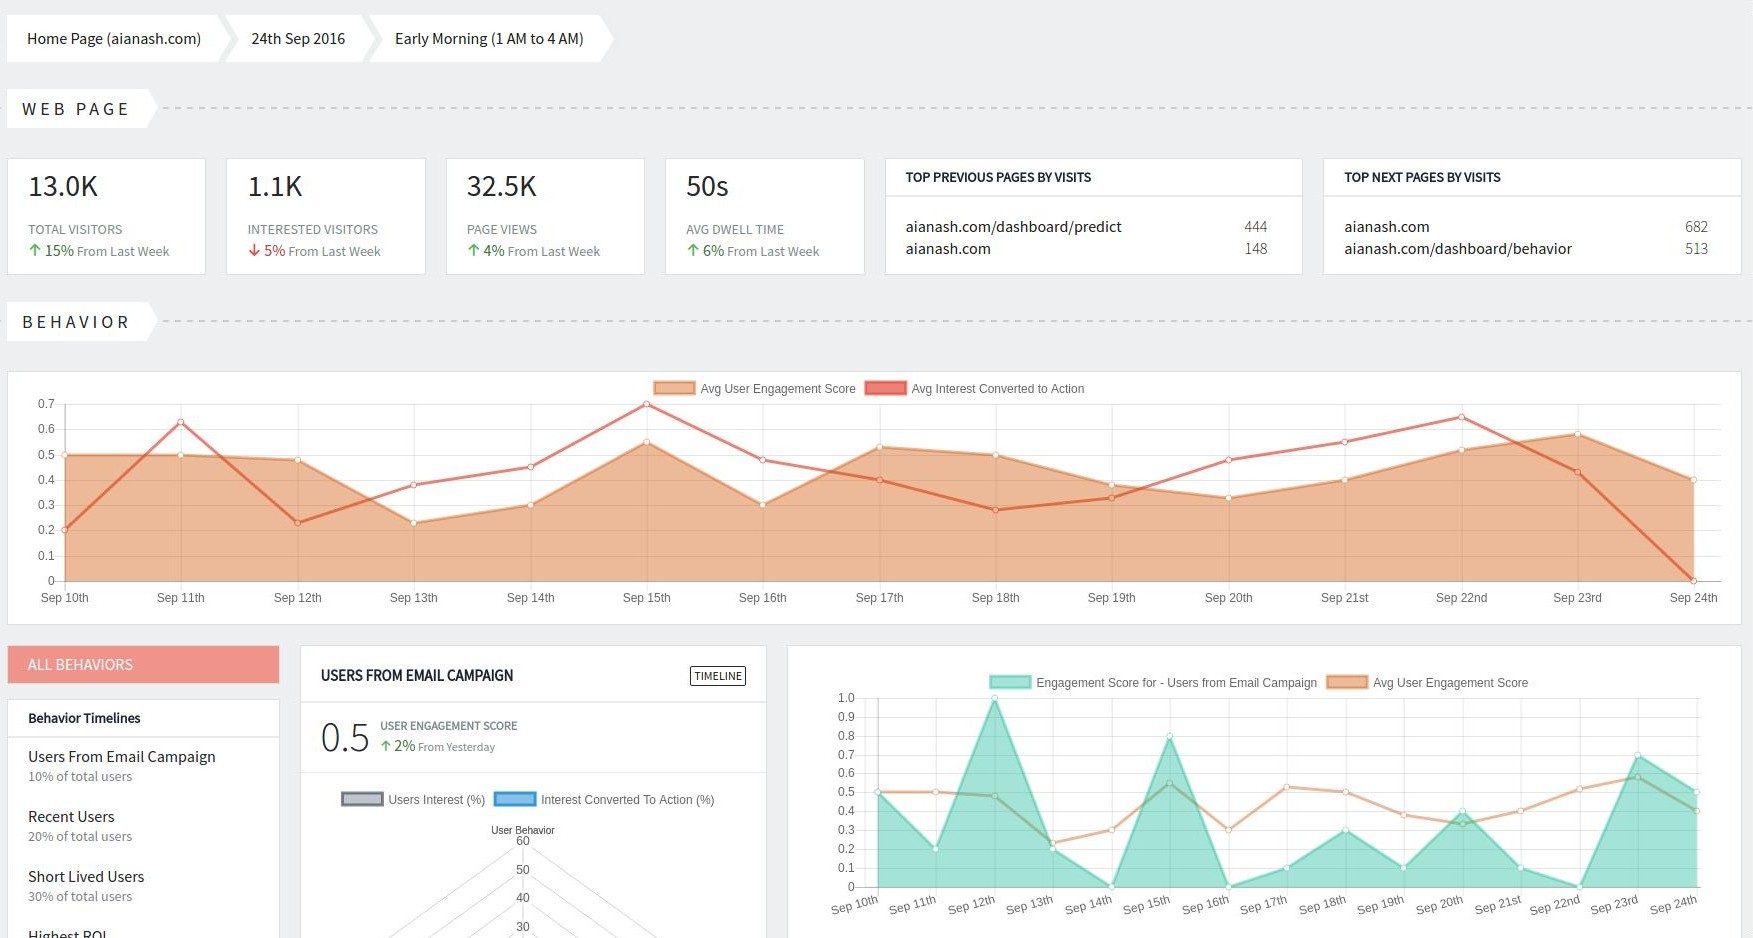 Home Page (aianash.com)
24th Sep 2016
Early Morning (1 AM to 4 AM)
WEB PAGE
13.0K
TOTAL VISITORS
↑ 15% From Last Week
1.1K
INTERESTED VISITORS
↓ 5% From Last Week
32.5K
PAGE VIEWS
↑ 4% From Last Week
50s
AVG DWELL TIME
↑ 6% From Last Week
TOP PREVIOUS PAGES BY VISITS
aianash.com/dashboard/predict 444
aianash.com 148
TOP NEXT PAGES BY VISITS
aianash.com 682
aianash.com/dashboard/behavior 513
BEHAVIOR
Avg User Engagement Score Avg Interest Converted to Action
0.7
0.6
0.5
0.4
0.3
0.2
0.1
0
Sep 10th Sep 11th Sep 12th Sep 13th Sep 14th Sep 15th Sep 16th Sep 17th Sep 18th Sep 19th Sep 20th Sep 21st Sep 22nd Sep 23rd Sep 24th
ALL BEHAVIORS
Behavior Timelines
Users From Email Campaign
10% of total users
Recent Users
20% of total users
Short Lived Users
30% of total users
Highest ROI
USERS FROM EMAIL CAMPAIGN
TIMELINE
0.5
USER ENGAGEMENT SCORE
↑ 2% From Yesterday
Users Interest (%) Interest Converted To Action (%)
User Behavior
60
50
40
30
Engagement Score for - Users from Email Campaign Avg User Engagement Score
1.0
0.9
0.8
0.7
0.6
0.5
0.4
0.3
0.2
0.1
0
Sep 10th Sep 11th Sep 12th Sep 13th Sep 14th Sep 15th Sep 16th Sep 17th Sep 18th Sep 19th Sep 20th Sep 21st Sep 22nd Sep 23rd Sep 24th